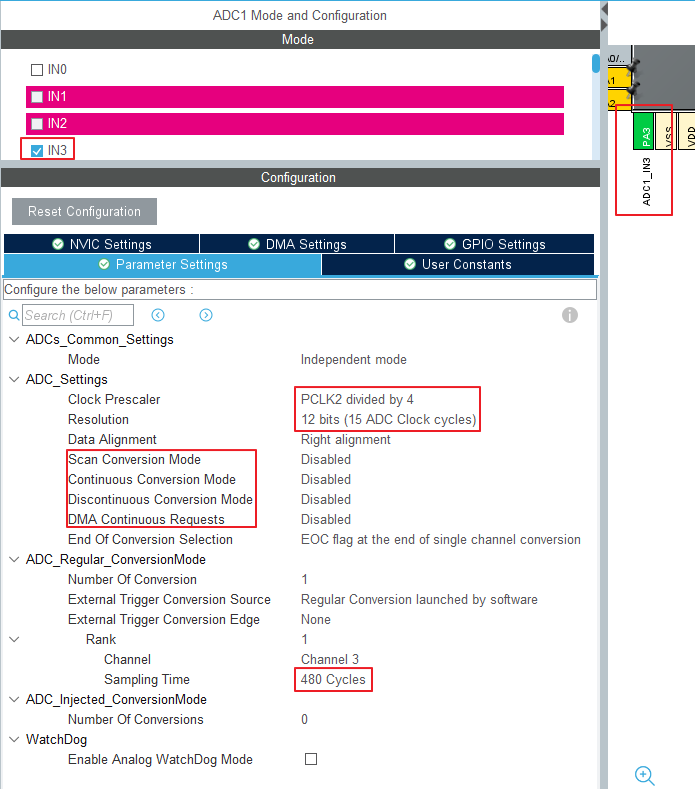 ADC1 Mode and Configuration
Mode
IN0
IN1
IN2
IN3
Configuration
Reset Configuration
NVIC Settings
DMA Settings
GPIO Settings
Parameter Settings
User Constants
Configure the below parameters :
Search (Ctrl+F)
ADCs_Common_Settings
Mode Independent mode
ADC_Settings
Clock Prescaler PCLK2 divided by 4
Resolution 12 bits (15 ADC Clock cycles)
Data Alignment Right alignment
Scan Conversion Mode Disabled
Continuous Conversion Mode Disabled
Discontinuous Conversion Mode Disabled
DMA Continuous Requests Disabled
End Of Conversion Selection EOC flag at the end of single channel conversion
ADC_Regular_ConversionMode
Number Of Conversion 1
External Trigger Conversion Source Regular Conversion launched by software
External Trigger Conversion Edge None
Rank 1
Channel Channel 3
Sampling Time 480 Cycles
ADC_Injected_ConversionMode
Number Of Conversions 0
WatchDog
Enable Analog WatchDog Mode
PA3
VSS
VDD
ADC1_IN3